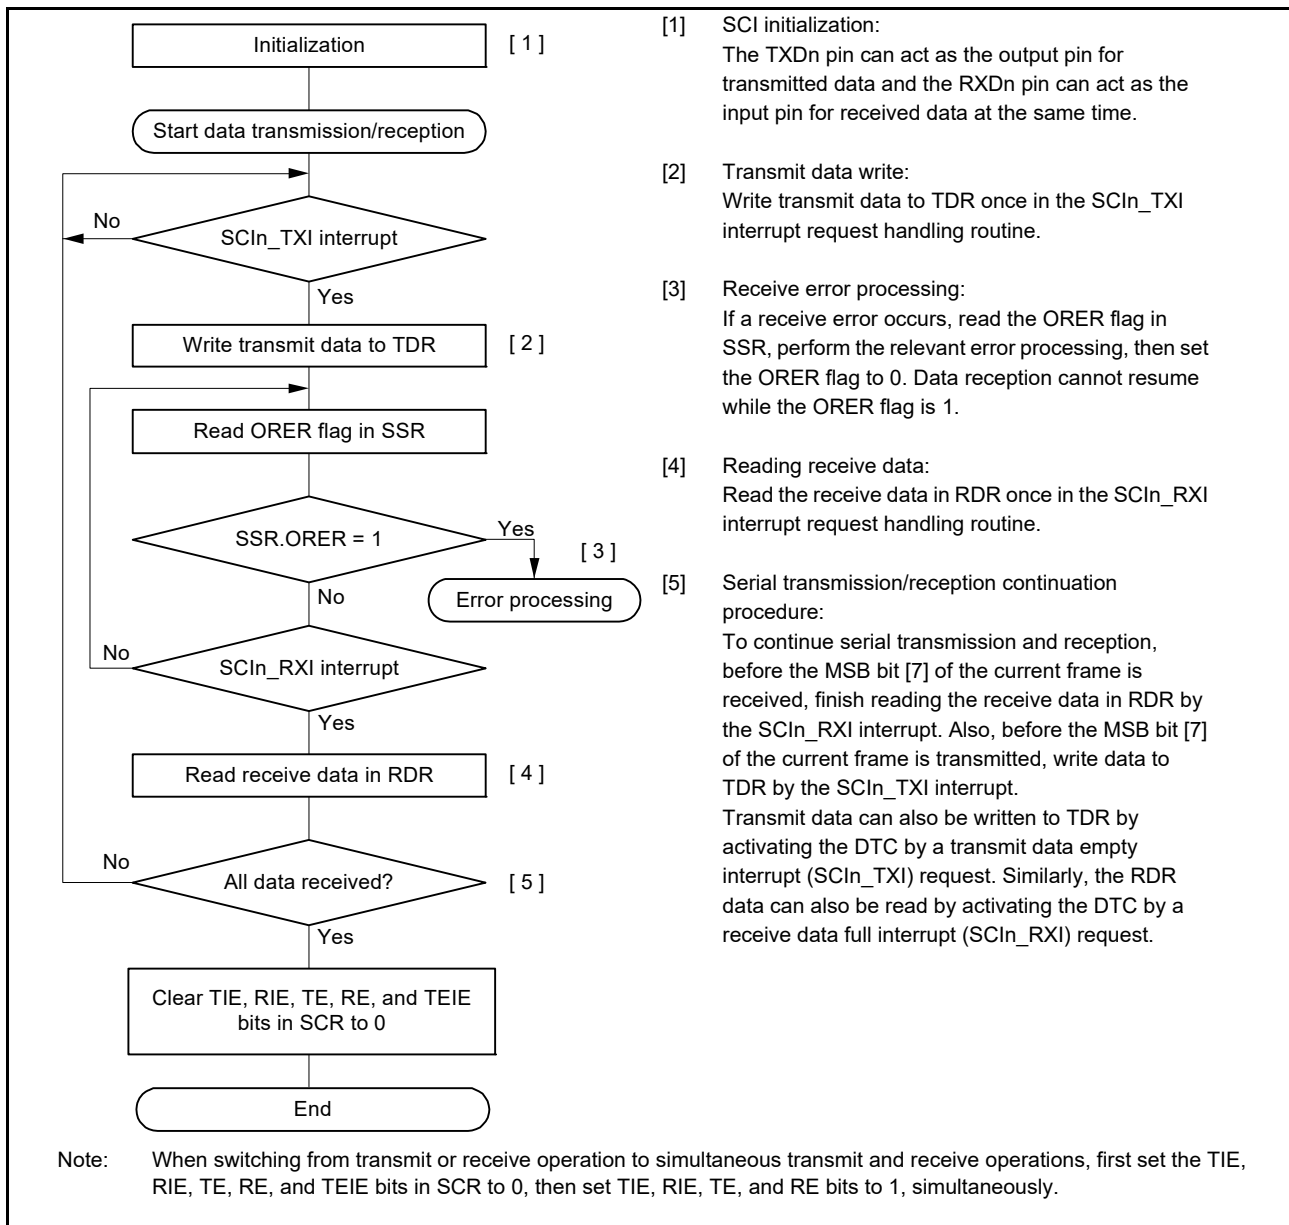 Initialization
[ 1 ]
Start data transmission/reception
No
SCIn_TXI interrupt
Yes
Write transmit data to TDR
[ 2 ]
Read ORER flag in SSR
SSR.ORER = 1
Yes
[ 3 ]
Error processing
No
No
SCIn_RXI interrupt
Yes
Read receive data in RDR
[ 4 ]
No
All data received?
[ 5 ]
Yes
Clear TIE, RIE, TE, RE, and TEIE
bits in SCR to 0
End
[1] SCI initialization:
The TXDn pin can act as the output pin for
transmitted data and the RXDn pin can act as the
input pin for received data at the same time.
[2] Transmit data write:
Write transmit data to TDR once in the SCIn_TXI
interrupt request handling routine.
[3] Receive error processing:
If a receive error occurs, read the ORER flag in
SSR, perform the relevant error processing, then set
the ORER flag to 0. Data reception cannot resume
while the ORER flag is 1.
[4] Reading receive data:
Read the receive data in RDR once in the SCIn_RXI
interrupt request handling routine.
[5] Serial transmission/reception continuation
procedure:
To continue serial transmission and reception,
before the MSB bit [7] of the current frame is
received, finish reading the receive data in RDR by
the SCIn_RXI interrupt. Also, before the MSB bit [7]
of the current frame is transmitted, write data to
TDR by the SCIn_TXI interrupt.
Transmit data can also be written to TDR by
activating the DTC by a transmit data empty
interrupt (SCIn_TXI) request. Similarly, the RDR
data can also be read by activating the DTC by a
receive data full interrupt (SCIn_RXI) request.
Note: When switching from transmit or receive operation to simultaneous transmit and receive operations, first set the TIE,
RIE, TE, RE, and TEIE bits in SCR to 0, then set TIE, RIE, TE, and RE bits to 1, simultaneously.